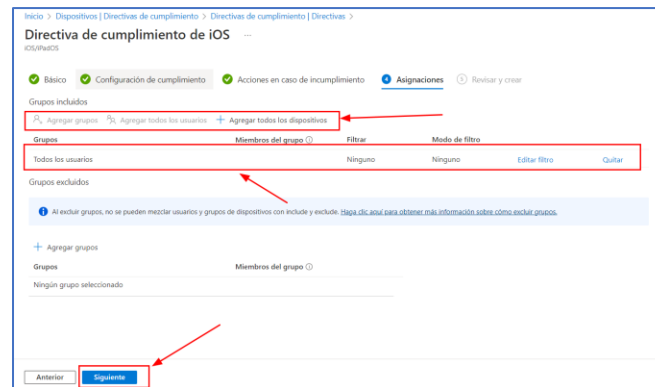 Inicio > Dispositivos | Directivas de cumplimiento > Directivas de cumplimiento | Directivas >
Directiva de cumplimiento de iOS ...
iOS/iPadOS
Básico Configuración de cumplimiento Acciones en caso de incumplimiento 4 Asignaciones 5 Revisar y crear
Grupos incluidos
Agregar grupos Agregar todos los usuarios + Agregar todos los dispositivos
Grupos Miembros del grupo Filtrar Modo de filtro
Todos los usuarios Ninguno Ninguno Editar filtro Quitar
Grupos excluidos
Al excluir grupos, no se pueden mezclar usuarios y grupos de dispositivos con include y exclude. Haga clic aquí para obtener más información sobre cómo excluir grupos.
+ Agregar grupos
Grupos Miembros del grupo
Ningún grupo seleccionado
Anterior Siguiente